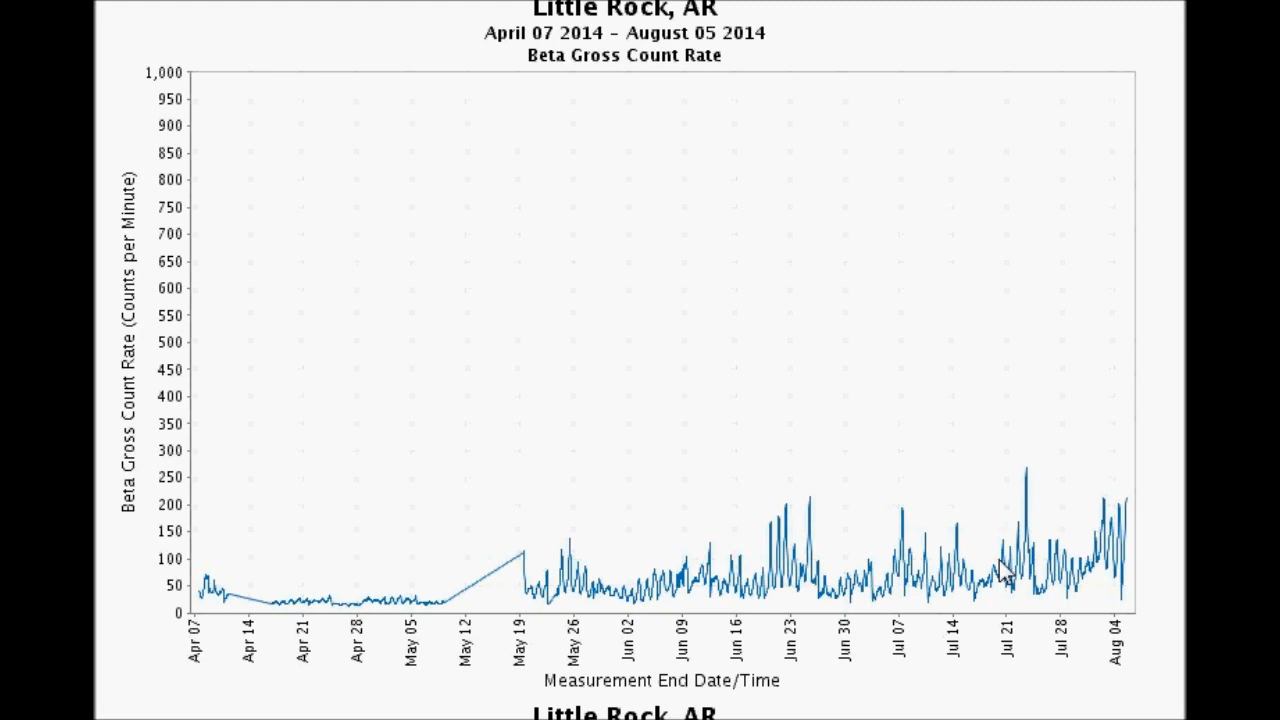 Little Rock, AR
April 07 2014 - August 05 2014
Beta Gross Count Rate
1,000
950
900
850
800
750
700
650
600
550
500
450
400
350
300
250
200
150
100
50
0
Beta Gross Count Rate (Counts per Minute)
Apr 07
Apr 14
Apr 21
Apr 28
May 05
May 12
May 19
May 26
Jun 02
Jun 09
Jun 16
Jun 23
Jun 30
Jul 07
Jul 14
Jul 21
Jul 28
Aug 04
Measurement End Date/Time
Little Rock, AR